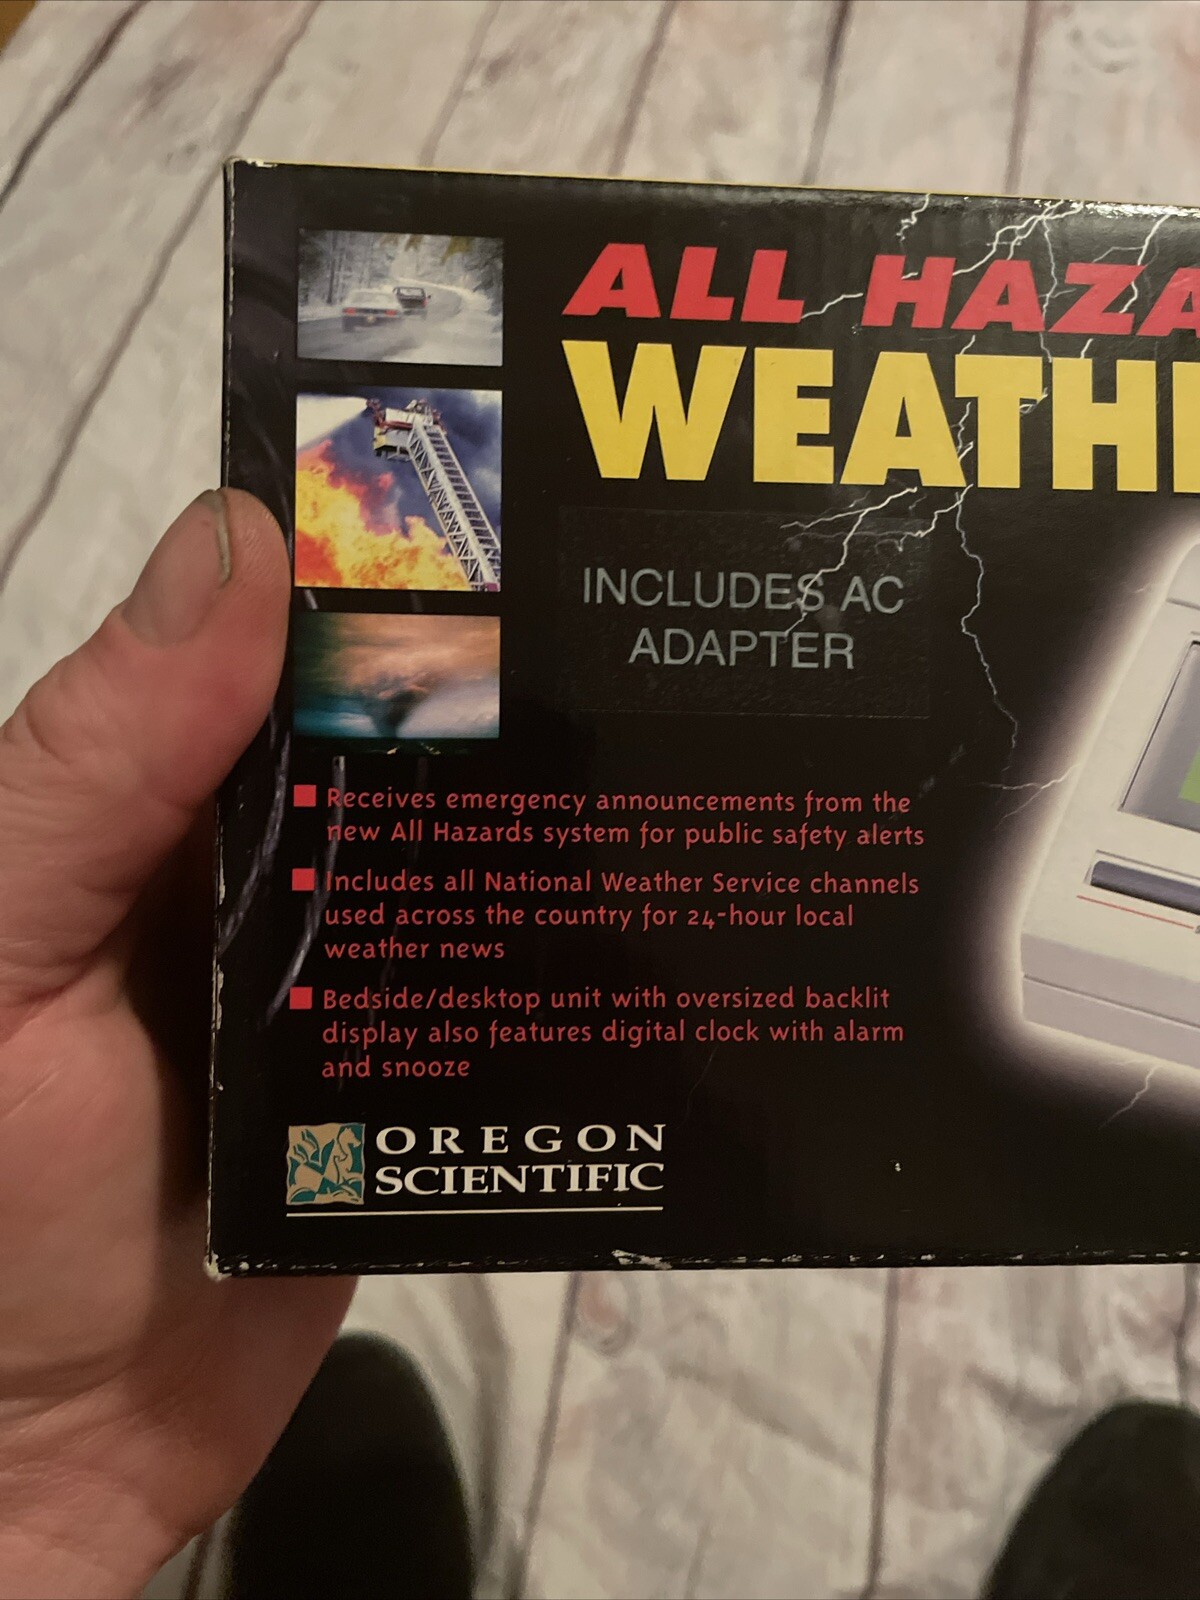 ALL HAZA
WEATH
INCLUDES AC
ADAPTER
Receives emergency announcements from the
new All Hazards system for public safety alerts
Includes all National Weather Service channels
used across the country for 24-hour local
weather news
Bedside/desktop unit with oversized backlit
display also features digital clock with alarm
and snooze
OREGON
SCIENTIFIC